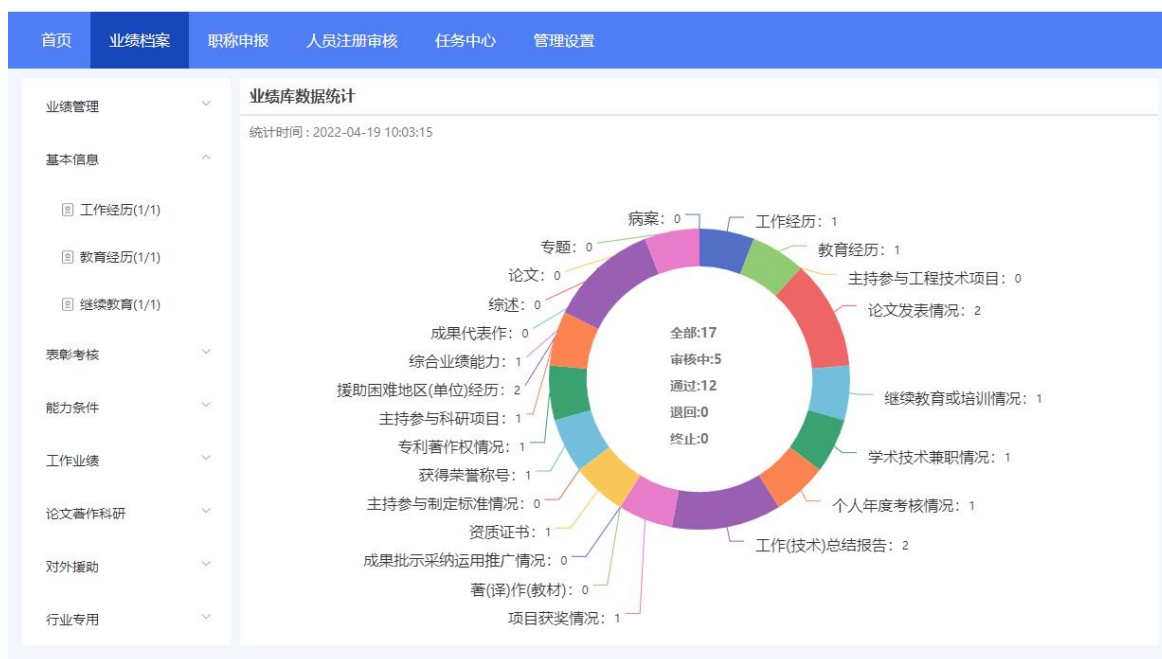 首页 业绩档案 职称申报 人员注册审核 任务中心 管理设置
业绩管理
基本信息
工作经历(1/1)
教育经历(1/1)
继续教育(1/1)
表彰考核
能力条件
工作业绩
论文著作科研
对外援助
行业专用
业绩库数据统计
统计时间 : 2022-04-19 10:03:15
病案: 0
专题: 0
论文: 0
综述: 0
成果代表作: 0
综合业绩能力: 1
援助困难地区(单位)经历: 2
主持参与科研项目: 1
专利著作权情况: 1
获得荣誉称号: 1
主持参与制定标准情况: 0
资质证书: 1
成果批示采纳运用推广情况: 0
著(译)作(教材): 0
项目获奖情况: 1
工作经历: 1
教育经历: 1
主持参与工程技术项目: 0
论文发表情况: 2
继续教育或培训情况: 1
学术技术兼职情况: 1
个人年度考核情况: 1
工作(技术)总结报告: 2
全部:17
审核中:5
通过:12
退回:0
终止:0